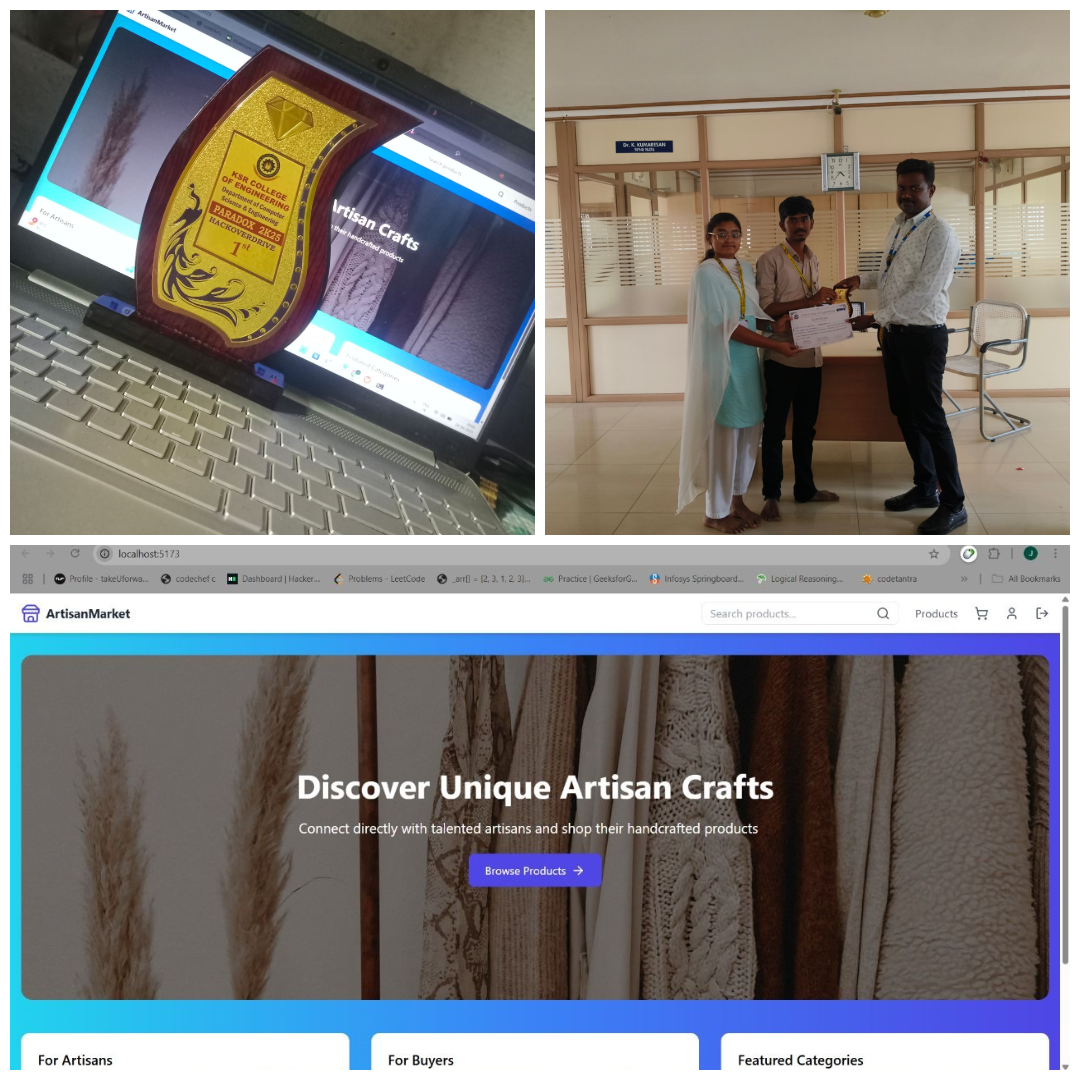 ArtisanMarket
Search products...
Products
For Artisans
Artisan Crafts
their handcrafted products
Featured Categories
KSR COLLEGE
OF ENGINEERING
Department of Computer
Science & Engineering
PARADOX 2K25
HACKOVERDRIVE
1st
Dr. K. KUMARESAN
localhost:5173
Profile - takeUforwa...
codechef c
Dashboard | Hacker...
Problems - LeetCode
_arr[] = [2, 3, 1, 2, 3]...
Practice | GeeksforG...
Infosys Springboard...
Logical Reasoning...
codetantra
»
All Bookmarks
J
ArtisanMarket
Search products...
Products
Discover Unique Artisan Crafts
Connect directly with talented artisans and shop their handcrafted products
Browse Products →
For Artisans
For Buyers
Featured Categories